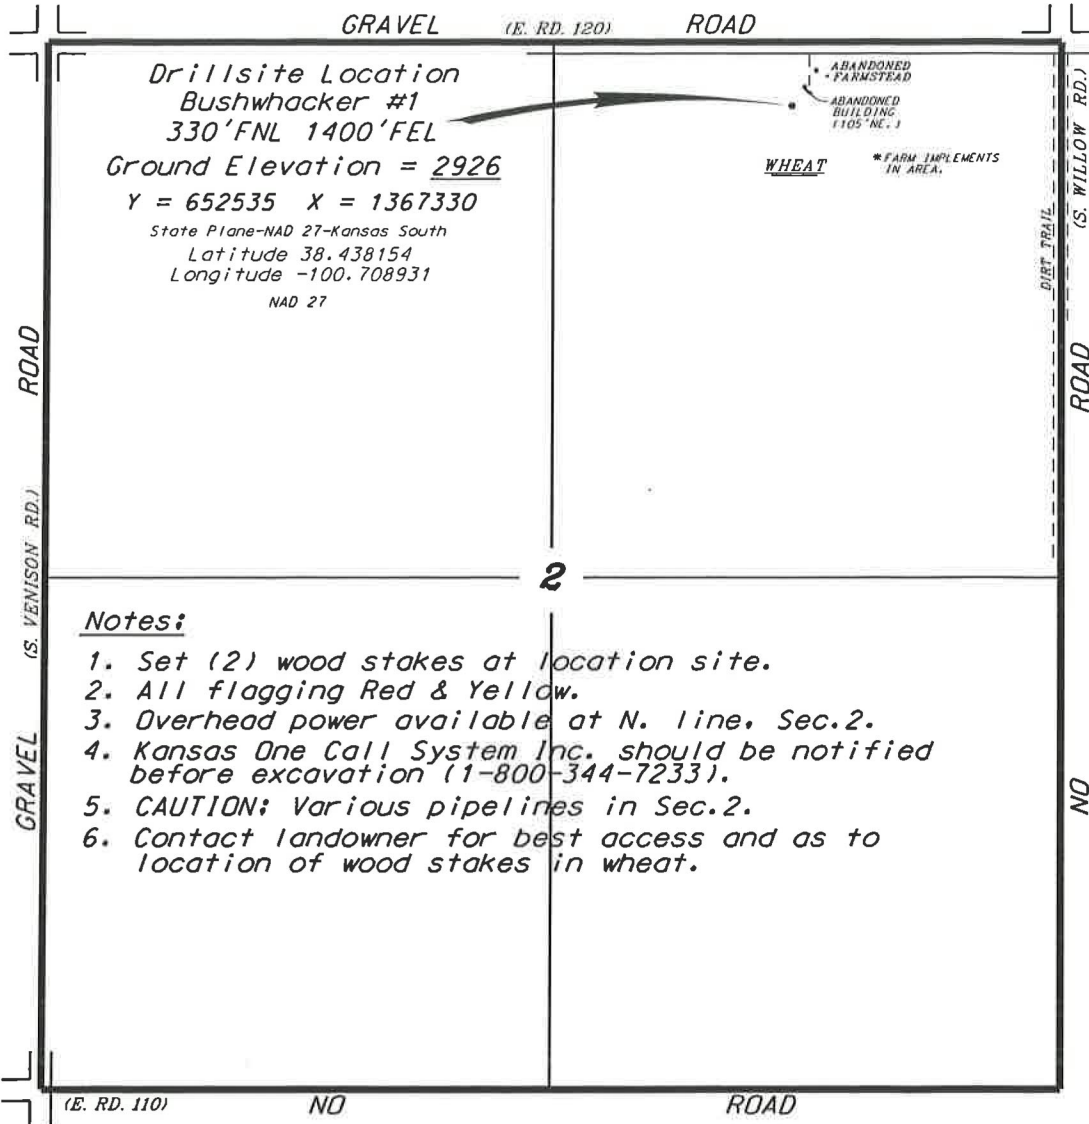 GRAVEL (E. RD. 120) ROAD
Drillsite Location
Bushwhacker #1
330'FNL 1400'FEL
Ground Elevation = 2926
Y = 652535 X = 1367330
State Plane-NAD 27-Kansas South
Latitude 38.438154
Longitude -100.708931
NAD 27
ABANDONED
FARMSTEAD
ABANDONED
BUILDING
(105'NE.)
WHEAT
*FARM IMPLEMENTS
IN AREA.
DIRT TRAIL
(S. WILLOW RD.)
ROAD
NO
ROAD
(S. VENISON RD.)
GRAVEL
2
Notes:
1. Set (2) wood stakes at location site.
2. All flagging Red & Yellow.
3. Overhead power available at N. line, Sec.2.
4. Kansas One Call System Inc. should be notified
before excavation (1-800-344-7233).
5. CAUTION: Various pipelines in Sec.2.
6. Contact landowner for best access and as to
location of wood stakes in wheat.
(E. RD. 110) NO ROAD